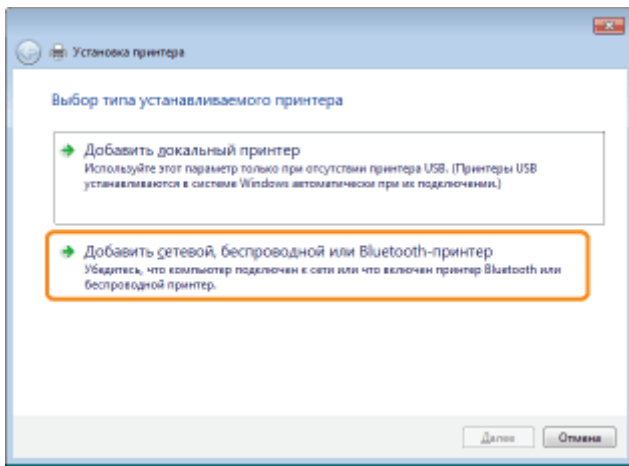 Установка принтера
Выбор типа устанавливаемого принтера
Добавить локальный принтер
Используйте этот параметр только при отсутствии принтера USB. (Принтеры USB
устанавливаются в системе Windows автоматически при их подключении.)
Добавить сетевой, беспроводной или Bluetooth-принтер
Убедитесь, что компьютер подключен к сети или что включен принтер Bluetooth или
беспроводной принтер.
Далее Отмена